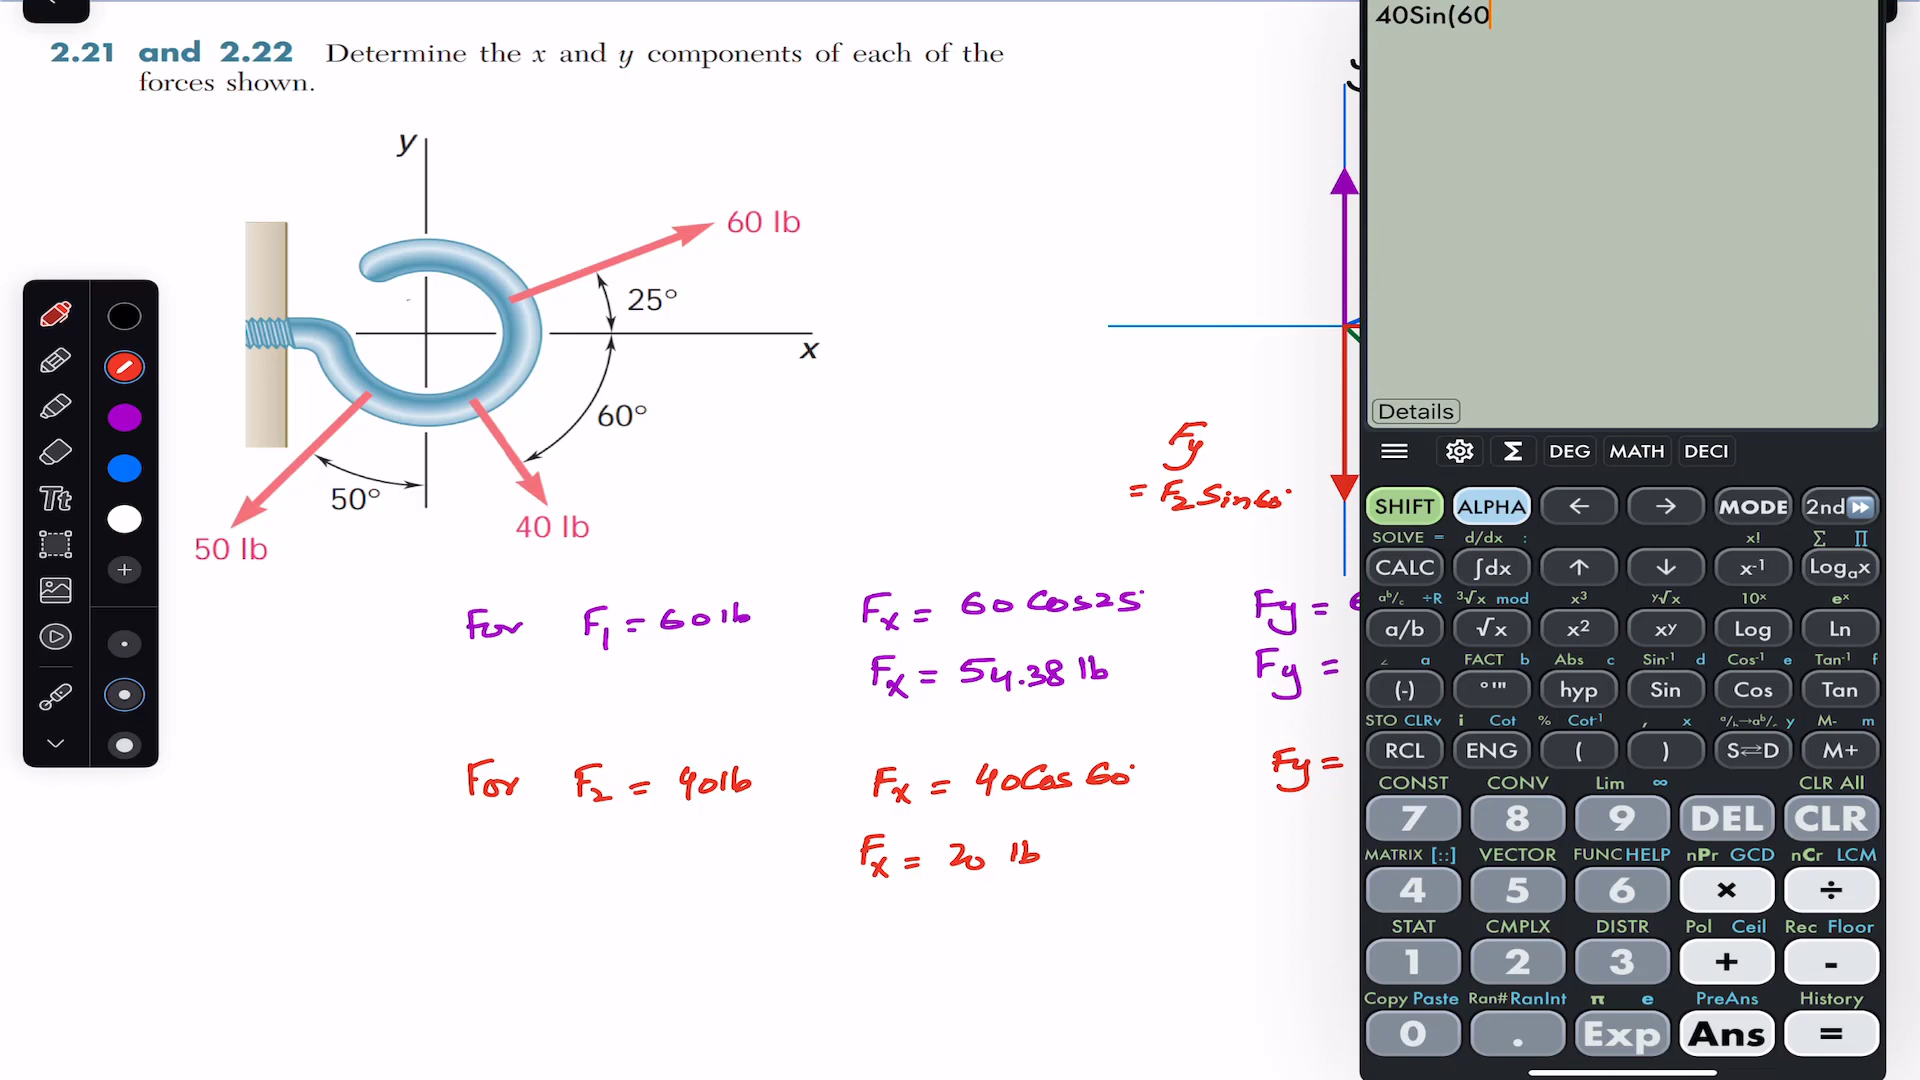 2.21 and 2.22 Determine the x and y components of each of the
forces shown.
y
60 lb
25°
x
60°
50°
40 lb
50 lb
Fy
= F2 Sin60°
For F1 = 60 lb
Fx = 60 Cos25°
Fy =
Fx = 54.38 lb
Fy =
For F2 = 40 lb
Fx = 40Cos 60°
Fy =
Fx = 20 lb
Tt
40Sin(60
Details
Σ DEG MATH DECI
SHIFT ALPHA ← → MODE 2nd
SOLVE = d/dx : x! Σ Π
CALC ∫dx ↑ ↓ x-1 Logax
ab/c ÷R 3√x mod x3 y√x 10x ex
a/b √x x2 xy Log Ln
∠ a FACT b Abs c Sin-1 d Cos-1 e Tan-1 f
(-) °'" hyp Sin Cos Tan
STO CLRv i Cot % Cot-1 , x a/b→ab/c y M- m
RCL ENG ( ) S⇄D M+
CONST CONV Lim ∞ CLR All
7 8 9 DEL CLR
MATRIX [::] VECTOR FUNC HELP nPr GCD nCr LCM
4 5 6 × ÷
STAT CMPLX DISTR Pol Ceil Rec Floor
1 2 3 + -
Copy Paste Ran# RanInt π e PreAns History
0 . Exp Ans =